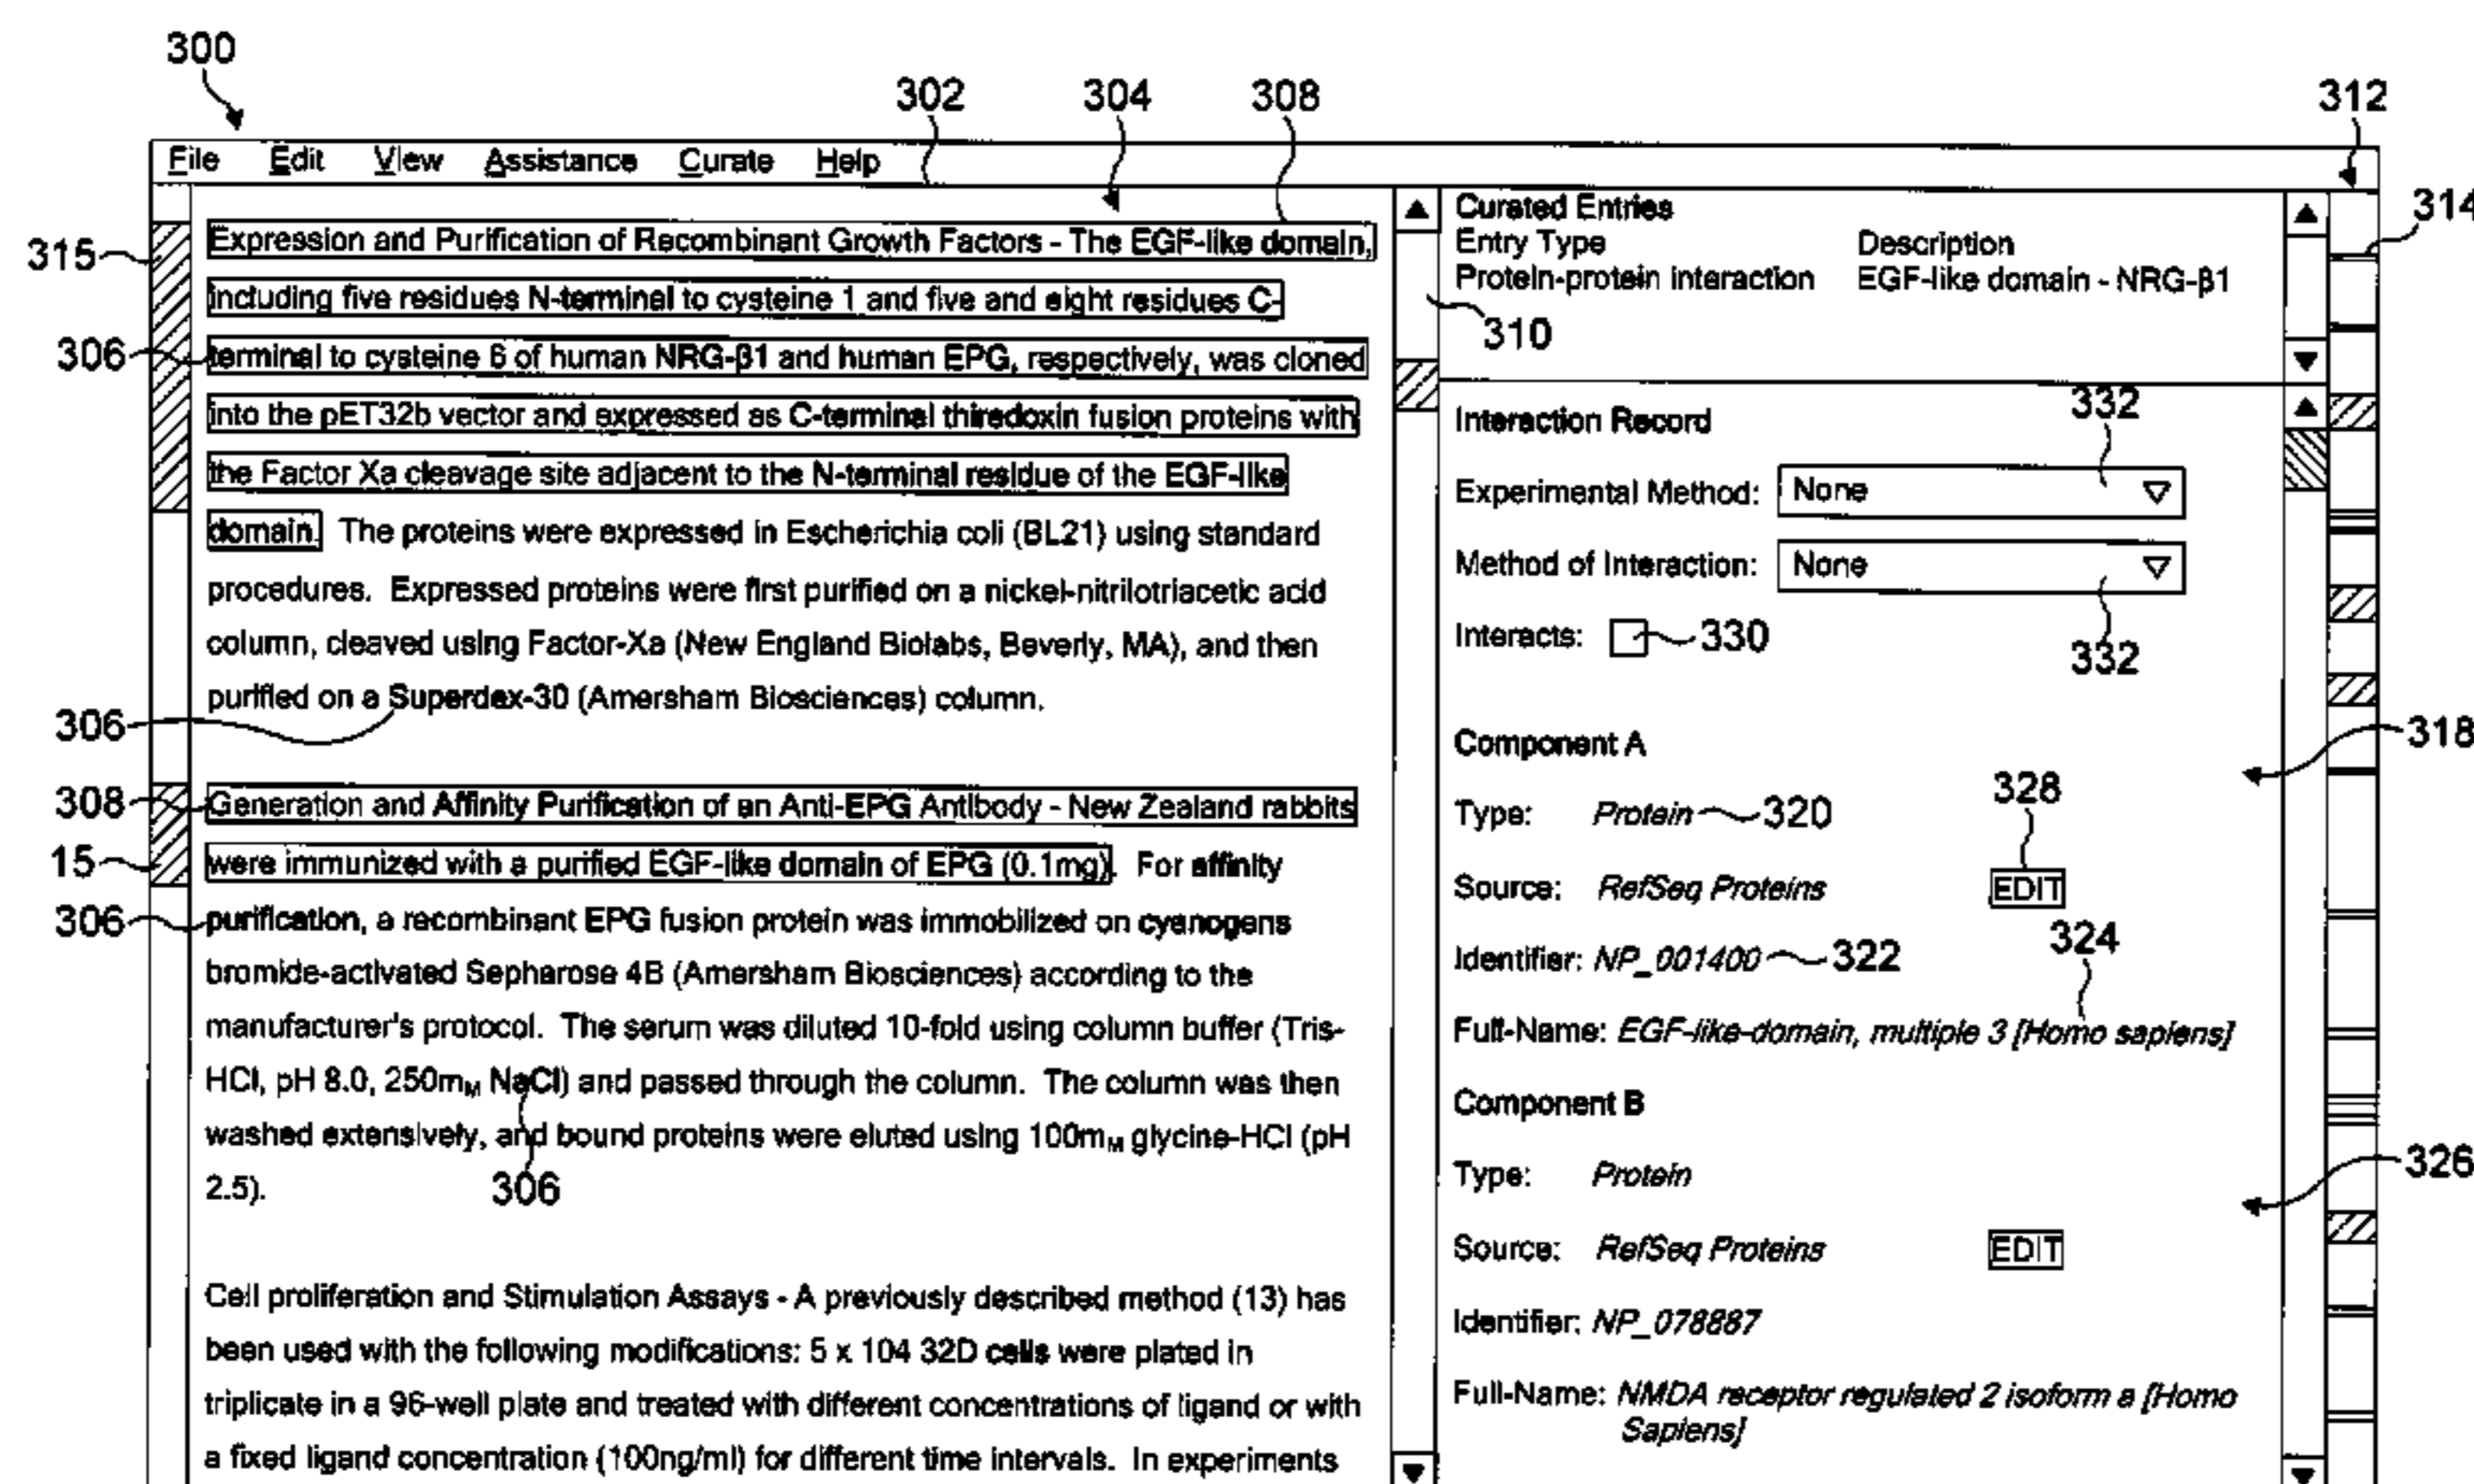 300
302 304 308 312
File Edit View Assistance Curate Help
314
315
306
306
308
15
306
Expression and Purification of Recombinant Growth Factors - The EGF-like domain,
including five residues N-terminal to cysteine 1 and five and eight residues C-
terminal to cysteine 6 of human NRG-β1 and human EPG, respectively, was cloned
into the pET32b vector and expressed as C-terminal thiredoxin fusion proteins with
the Factor Xa cleavage site adjacent to the N-terminal residue of the EGF-like
domain. The proteins were expressed in Escherichia coli (BL21) using standard
procedures. Expressed proteins were first purified on a nickel-nitrilotriacetic acid
column, cleaved using Factor-Xa (New England Biolabs, Beverly, MA), and then
purified on a Superdex-30 (Amersham Biosciences) column.
Generation and Affinity Purification of an Anti-EPG Antibody - New Zealand rabbits
were immunized with a purified EGF-like domain of EPG (0.1mg). For affinity
purification, a recombinant EPG fusion protein was immobilized on cyanogens
bromide-activated Sepharose 4B (Amersham Biosciences) according to the
manufacturer's protocol. The serum was diluted 10-fold using column buffer (Tris-
HCl, pH 8.0, 250mM NaCl) and passed through the column. The column was then
washed extensively, and bound proteins were eluted using 100mM glycine-HCl (pH
2.5).
306
Cell proliferation and Stimulation Assays - A previously described method (13) has
been used with the following modifications: 5 x 104 32D cells were plated in
triplicate in a 96-well plate and treated with different concentrations of ligand or with
a fixed ligand concentration (100ng/ml) for different time intervals. In experiments
Curated Entries
Entry Type Description
Protein-protein interaction EGF-like domain - NRG-β1
310
Interaction Record
332
Experimental Method: None
Method of Interaction: None
Interacts: 330
332
Component A
318
328
Type: Protein 320
Source: RefSeq Proteins EDIT
324
Identifier: NP_001400 322
Full-Name: EGF-like-domain, multiple 3 [Homo sapiens]
Component B
326
Type: Protein
Source: RefSeq Proteins EDIT
Identifier: NP_078887
Full-Name: NMDA receptor regulated 2 isoform a [Homo
Sapiens]